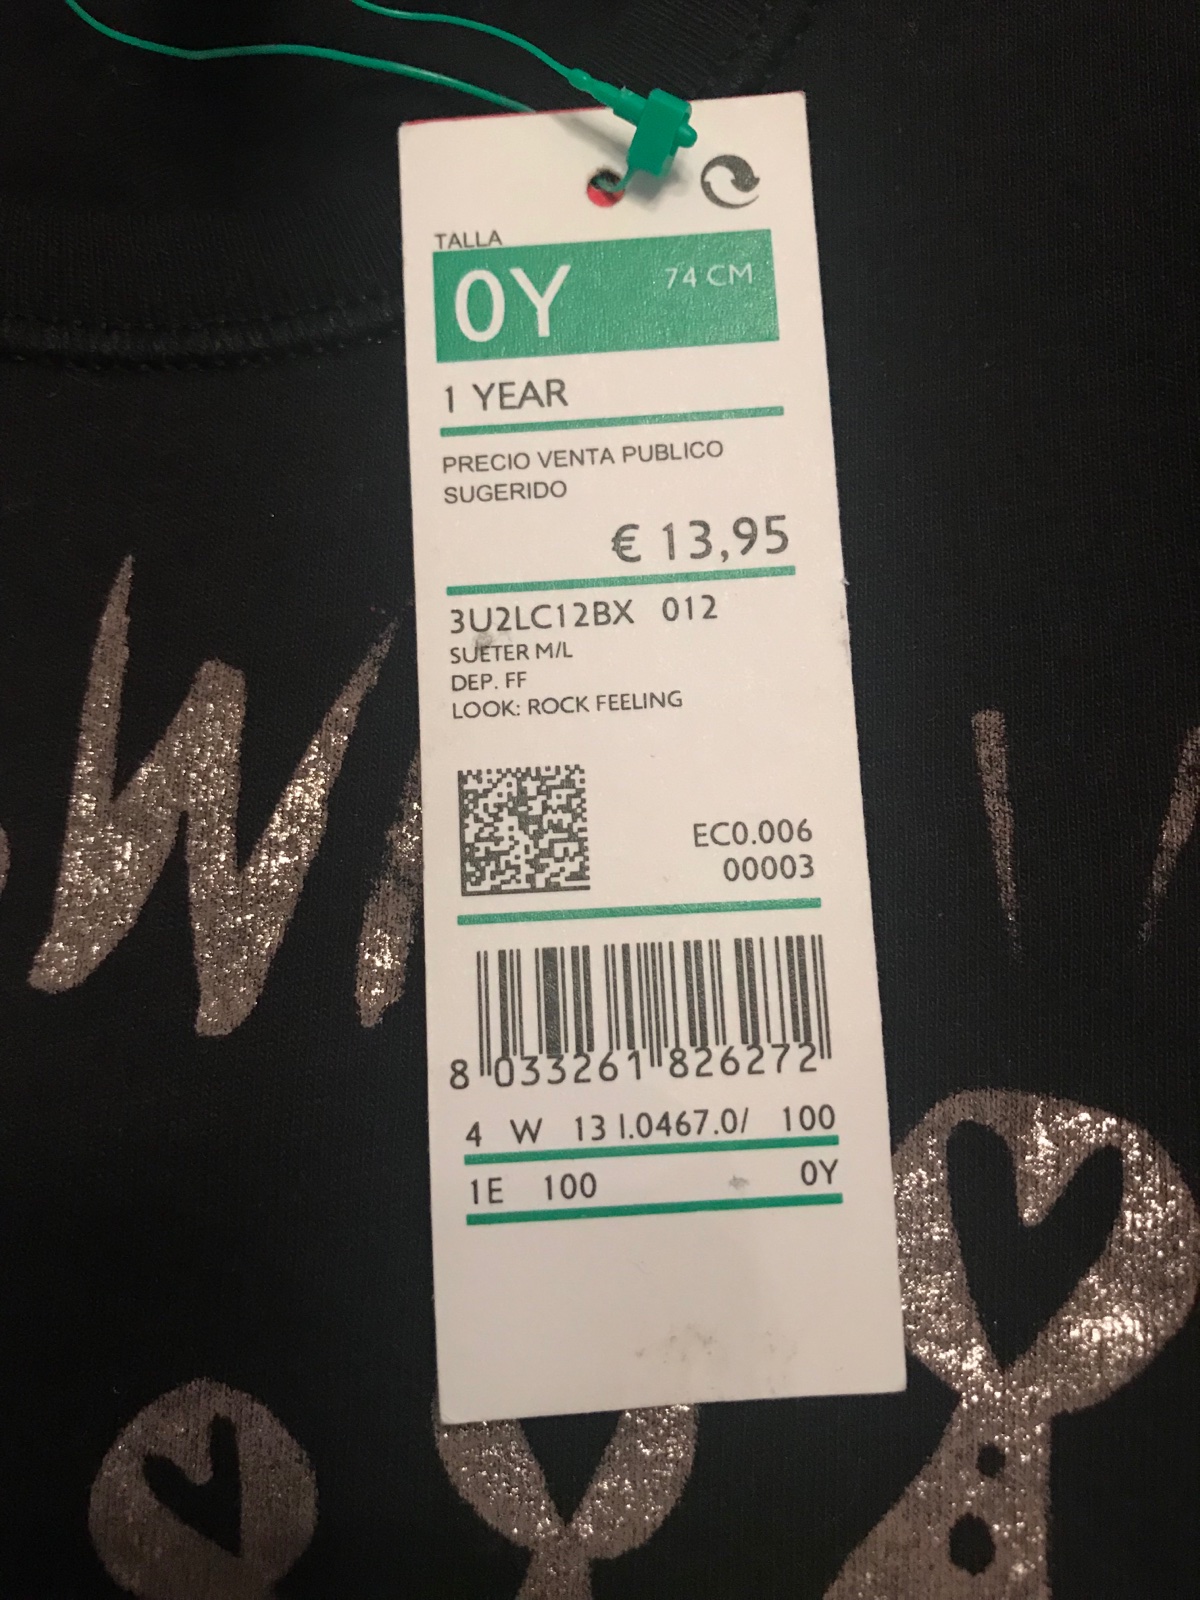 TALLA
0Y 74 CM
1 YEAR
PRECIO VENTA PUBLICO
SUGERIDO
€ 13,95
3U2LC12BX 012
SUETER M/L
DEP. FF
LOOK: ROCK FEELING
EC0.006
00003
8 033261 826272
4 W 13 I.0467.0/ 100
1E 100 0Y